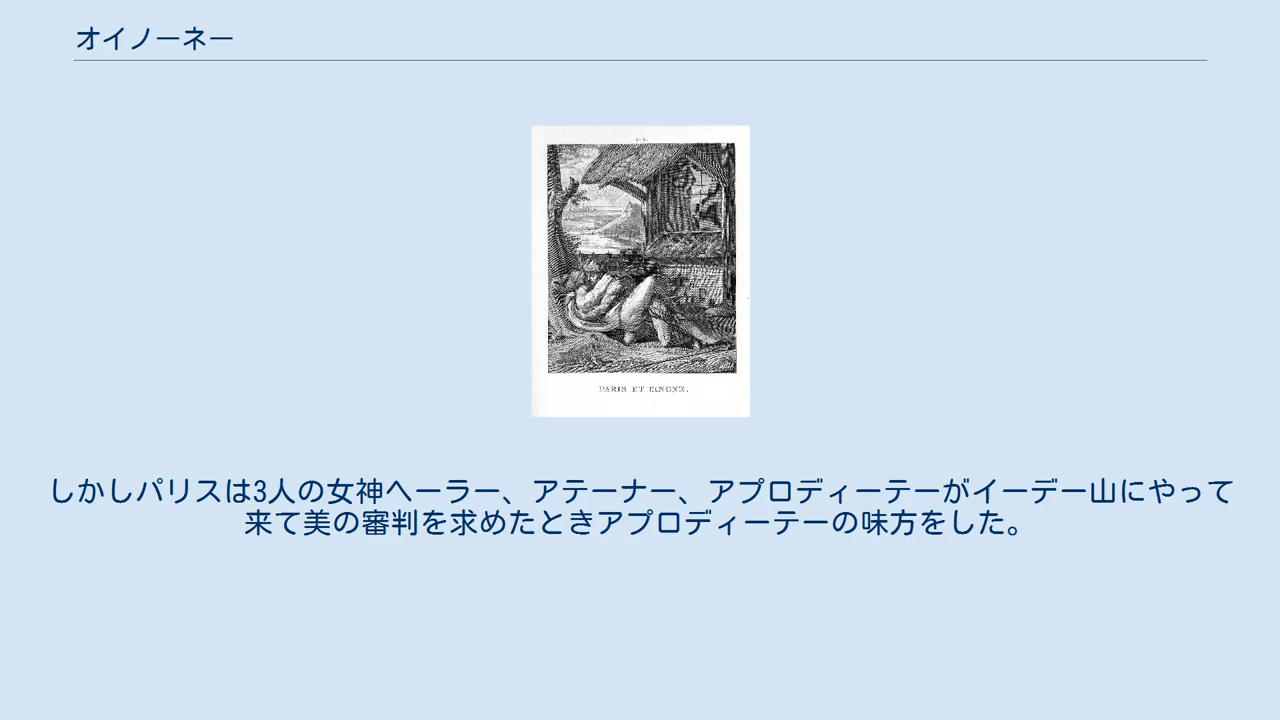 オイノーネー
PARIS ET ŒNONE.
しかしパリスは3人の女神ヘーラー、アテーナー、アプロディーテーがイーデー山にやって
来て美の審判を求めたときアプロディーテーの味方をした。